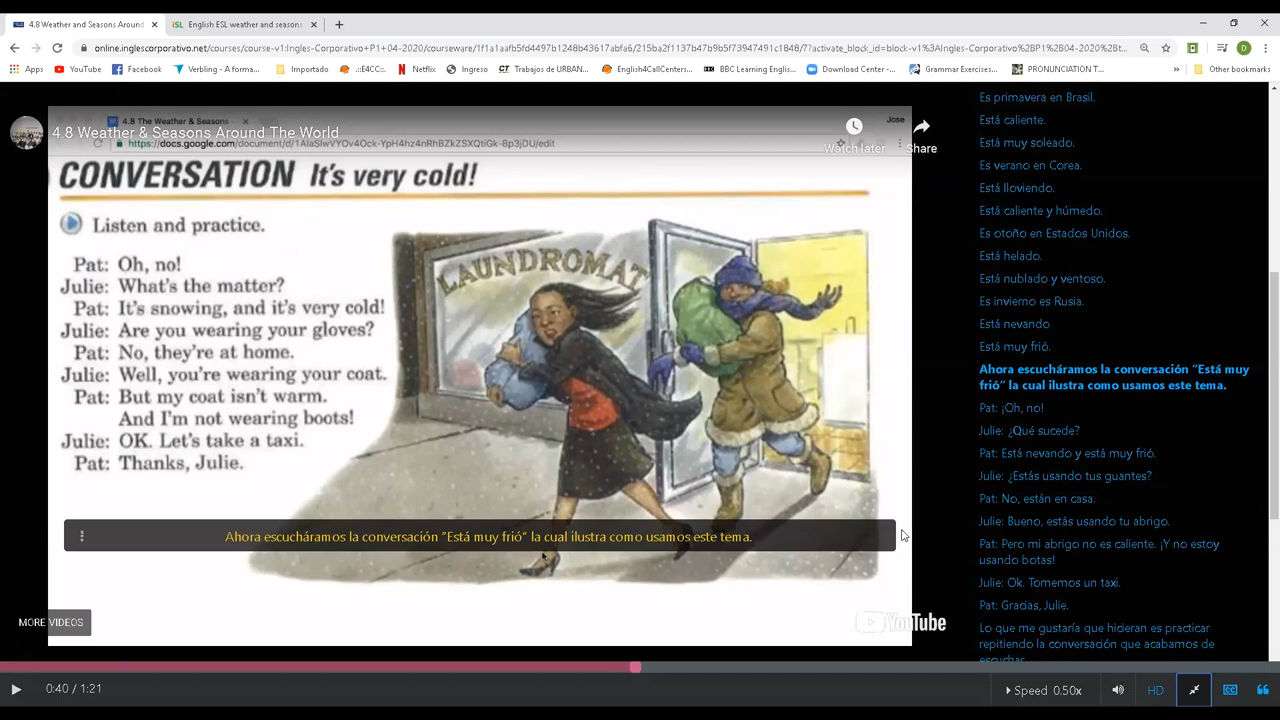 4.8 Weather and Seasons Around
English ESL weather and seasons
online.inglescorporativo.net/courses/course-v1:Ingles-Corporativo+P1+04-2020/courseware/1f1a1aafb5fd4497b1248b43617abfa6/215ba2f1137b47b9b5f73947491c1848/7?activate_block_id=block-v1%3AIngles-Corporativo%2BP1%2B04-2020%2Bt...
Apps YouTube Facebook Verbling - A forma... Importado .::E4CC::. Netflix Ingreso Trabajos de URBAN... English4CallCenters... BBC Learning Englis... Download Center -... Grammar Exercises... PRONUNCIATION T... » Other bookmarks
4.8 The Weather & Seasons -
Jose
4.8 Weather & Seasons Around The World
Watch later
Share
CONVERSATION It's very cold!
Listen and practice.
Pat: Oh, no!
Julie: What's the matter?
Pat: It's snowing, and it's very cold!
Julie: Are you wearing your gloves?
Pat: No, they're at home.
Julie: Well, you're wearing your coat.
Pat: But my coat isn't warm.
And I'm not wearing boots!
Julie: OK. Let's take a taxi.
Pat: Thanks, Julie.
LAUNDROMAT
Ahora escucháramos la conversación "Está muy frió" la cual ilustra como usamos este tema.
MORE VIDEOS
YouTube
0:40 / 1:21
Speed 0.50x
HD
CC
Es primavera en Brasil.
Está caliente.
Está muy soleado.
Es verano en Corea.
Está lloviendo.
Está caliente y húmedo.
Es otoño en Estados Unidos.
Está helado.
Está nublado y ventoso.
Es invierno es Rusia.
Está nevando
Está muy frió.
Ahora escucháramos la conversación "Está muy
frió" la cual ilustra como usamos este tema.
Pat: ¡Oh, no!
Julie: ¿Qué sucede?
Pat: Está nevando y está muy frió.
Julie: ¿Estás usando tus guantes?
Pat: No, están en casa.
Julie: Bueno, estás usando tu abrigo.
Pat: Pero mi abrigo no es caliente. ¡Y no estoy
usando botas!
Julie: Ok. Tomemos un taxi.
Pat: Gracias, Julie.
Lo que me gustaría que hicieran es practicar
repitiendo la conversación que acabamos de
escuchar